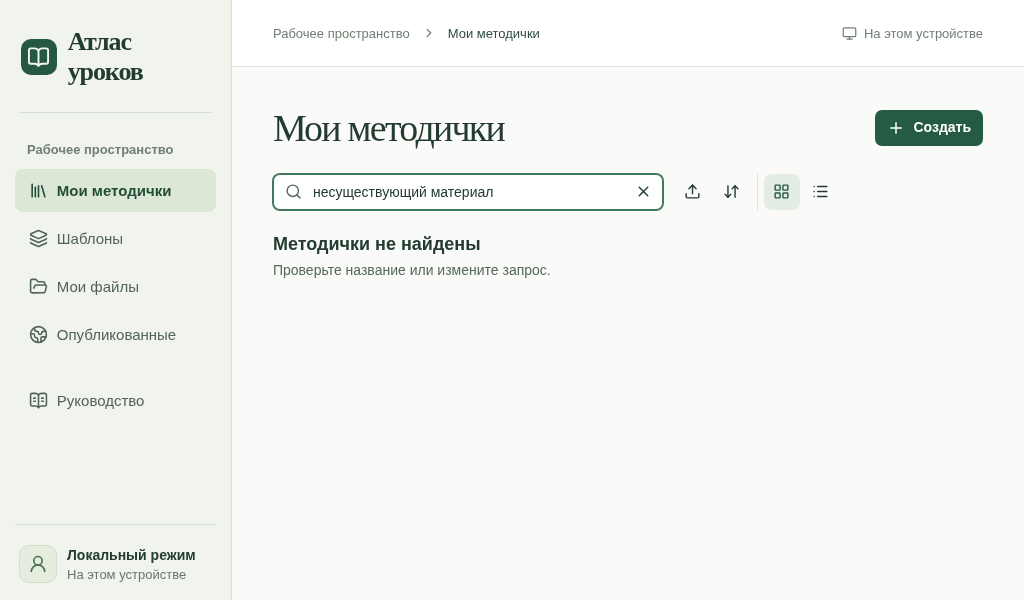 Атлас
уроков
Рабочее пространство
Мои методички
Шаблоны
Мои файлы
Опубликованные
Руководство
Локальный режим
На этом устройстве
Рабочее пространство > Мои методички
На этом устройстве
Мои методички
Создать
несуществующий материал
Методички не найдены
Проверьте название или измените запрос.